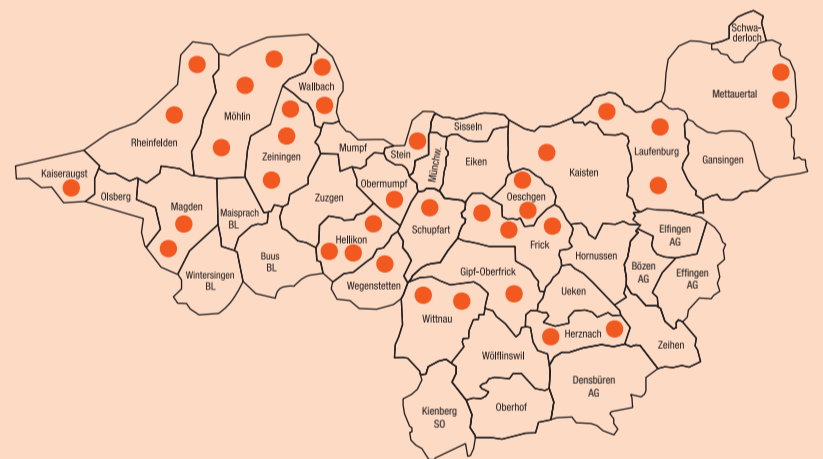 Schwa-
derloch
Mettauertal
Wallbach
Möhlin
Rheinfelden
Zeiningen
Mumpf
Stein
Münchw.
Sisseln
Eiken
Kaisten
Laufenburg
Gansingen
Kaiseraugst
Olsberg
Magden
Maisprach
BL
Zuzgen
Obermumpf
Oeschgen
Schupfart
Frick
Elfingen
AG
Hellikon
Buus
BL
Wintersingen
BL
Wegenstetten
Gipf-Oberfrick
Hornussen
Bözen
AG
Effingen
AG
Ueken
Wittnau
Herznach
Zeihen
Wölflinswil
Densbüren
AG
Kienberg
SO
Oberhof